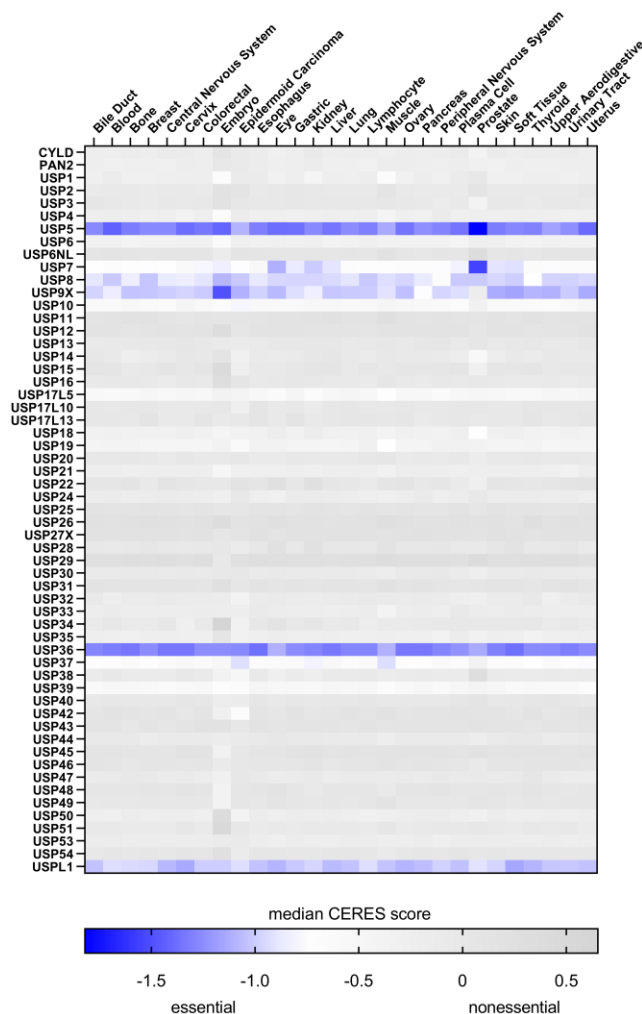 Bile Duct
Blood
Bone
Breast
Central Nervous System
Cervix
Colorectal
Embryo
Epidermoid Carcinoma
Esophagus
Eye
Gastric
Kidney
Liver
Lung
Lymphocyte
Muscle
Ovary
Pancreas
Peripheral Nervous System
Plasma Cell
Prostate
Skin
Soft Tissue
Thyroid
Upper Aerodigestive
Urinary Tract
Uterus
CYLD
PAN2
USP1
USP2
USP3
USP4
USP5
USP6
USP6NL
USP7
USP8
USP9X
USP10
USP11
USP12
USP13
USP14
USP15
USP16
USP17L5
USP17L10
USP17L13
USP18
USP19
USP20
USP21
USP22
USP24
USP25
USP26
USP27X
USP28
USP29
USP30
USP31
USP32
USP33
USP34
USP35
USP36
USP37
USP38
USP39
USP40
USP42
USP43
USP44
USP45
USP46
USP47
USP48
USP49
USP50
USP51
USP53
USP54
USPL1
median CERES score
-1.5 -1.0 -0.5 0 0.5
essential nonessential